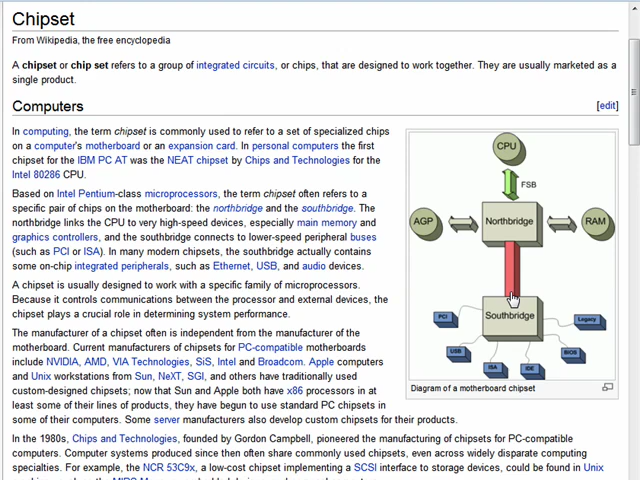 Chipset
From Wikipedia, the free encyclopedia
A chipset or chip set refers to a group of integrated circuits, or chips, that are designed to work together. They are usually marketed as a
single product.
Computers
[edit]
In computing, the term chipset is commonly used to refer to a set of specialized chips
on a computer's motherboard or an expansion card. In personal computers the first
chipset for the IBM PC AT was the NEAT chipset by Chips and Technologies for the
Intel 80286 CPU.
Based on Intel Pentium-class microprocessors, the term chipset often refers to a
specific pair of chips on the motherboard: the northbridge and the southbridge. The
northbridge links the CPU to very high-speed devices, especially main memory and
graphics controllers, and the southbridge connects to lower-speed peripheral buses
(such as PCI or ISA). In many modern chipsets, the southbridge actually contains
some on-chip integrated peripherals, such as Ethernet, USB, and audio devices.
A chipset is usually designed to work with a specific family of microprocessors.
Because it controls communications between the processor and external devices, the
chipset plays a crucial role in determining system performance.
The manufacturer of a chipset often is independent from the manufacturer of the
motherboard. Current manufacturers of chipsets for PC-compatible motherboards
include NVIDIA, AMD, VIA Technologies, SiS, Intel and Broadcom. Apple computers
and Unix workstations from Sun, NeXT, SGI, and others have traditionally used
custom-designed chipsets; now that Sun and Apple both have x86 processors in at
least some of their lines of products, they have begun to use standard PC chipsets in
some of their computers. Some server manufacturers also develop custom chipsets for their products.
In the 1980s, Chips and Technologies, founded by Gordon Campbell, pioneered the manufacturing of chipsets for PC-compatible
computers. Computer systems produced since then often share commonly used chipsets, even across widely disparate computing
specialties. For example, the NCR 53C9x, a low-cost chipset implementing a SCSI interface to storage devices, could be found in Unix
CPU
FSB
AGP
Northbridge
RAM
PCI
Southbridge
Legacy
USB
BIOS
ISA
IDE
Diagram of a motherboard chipset